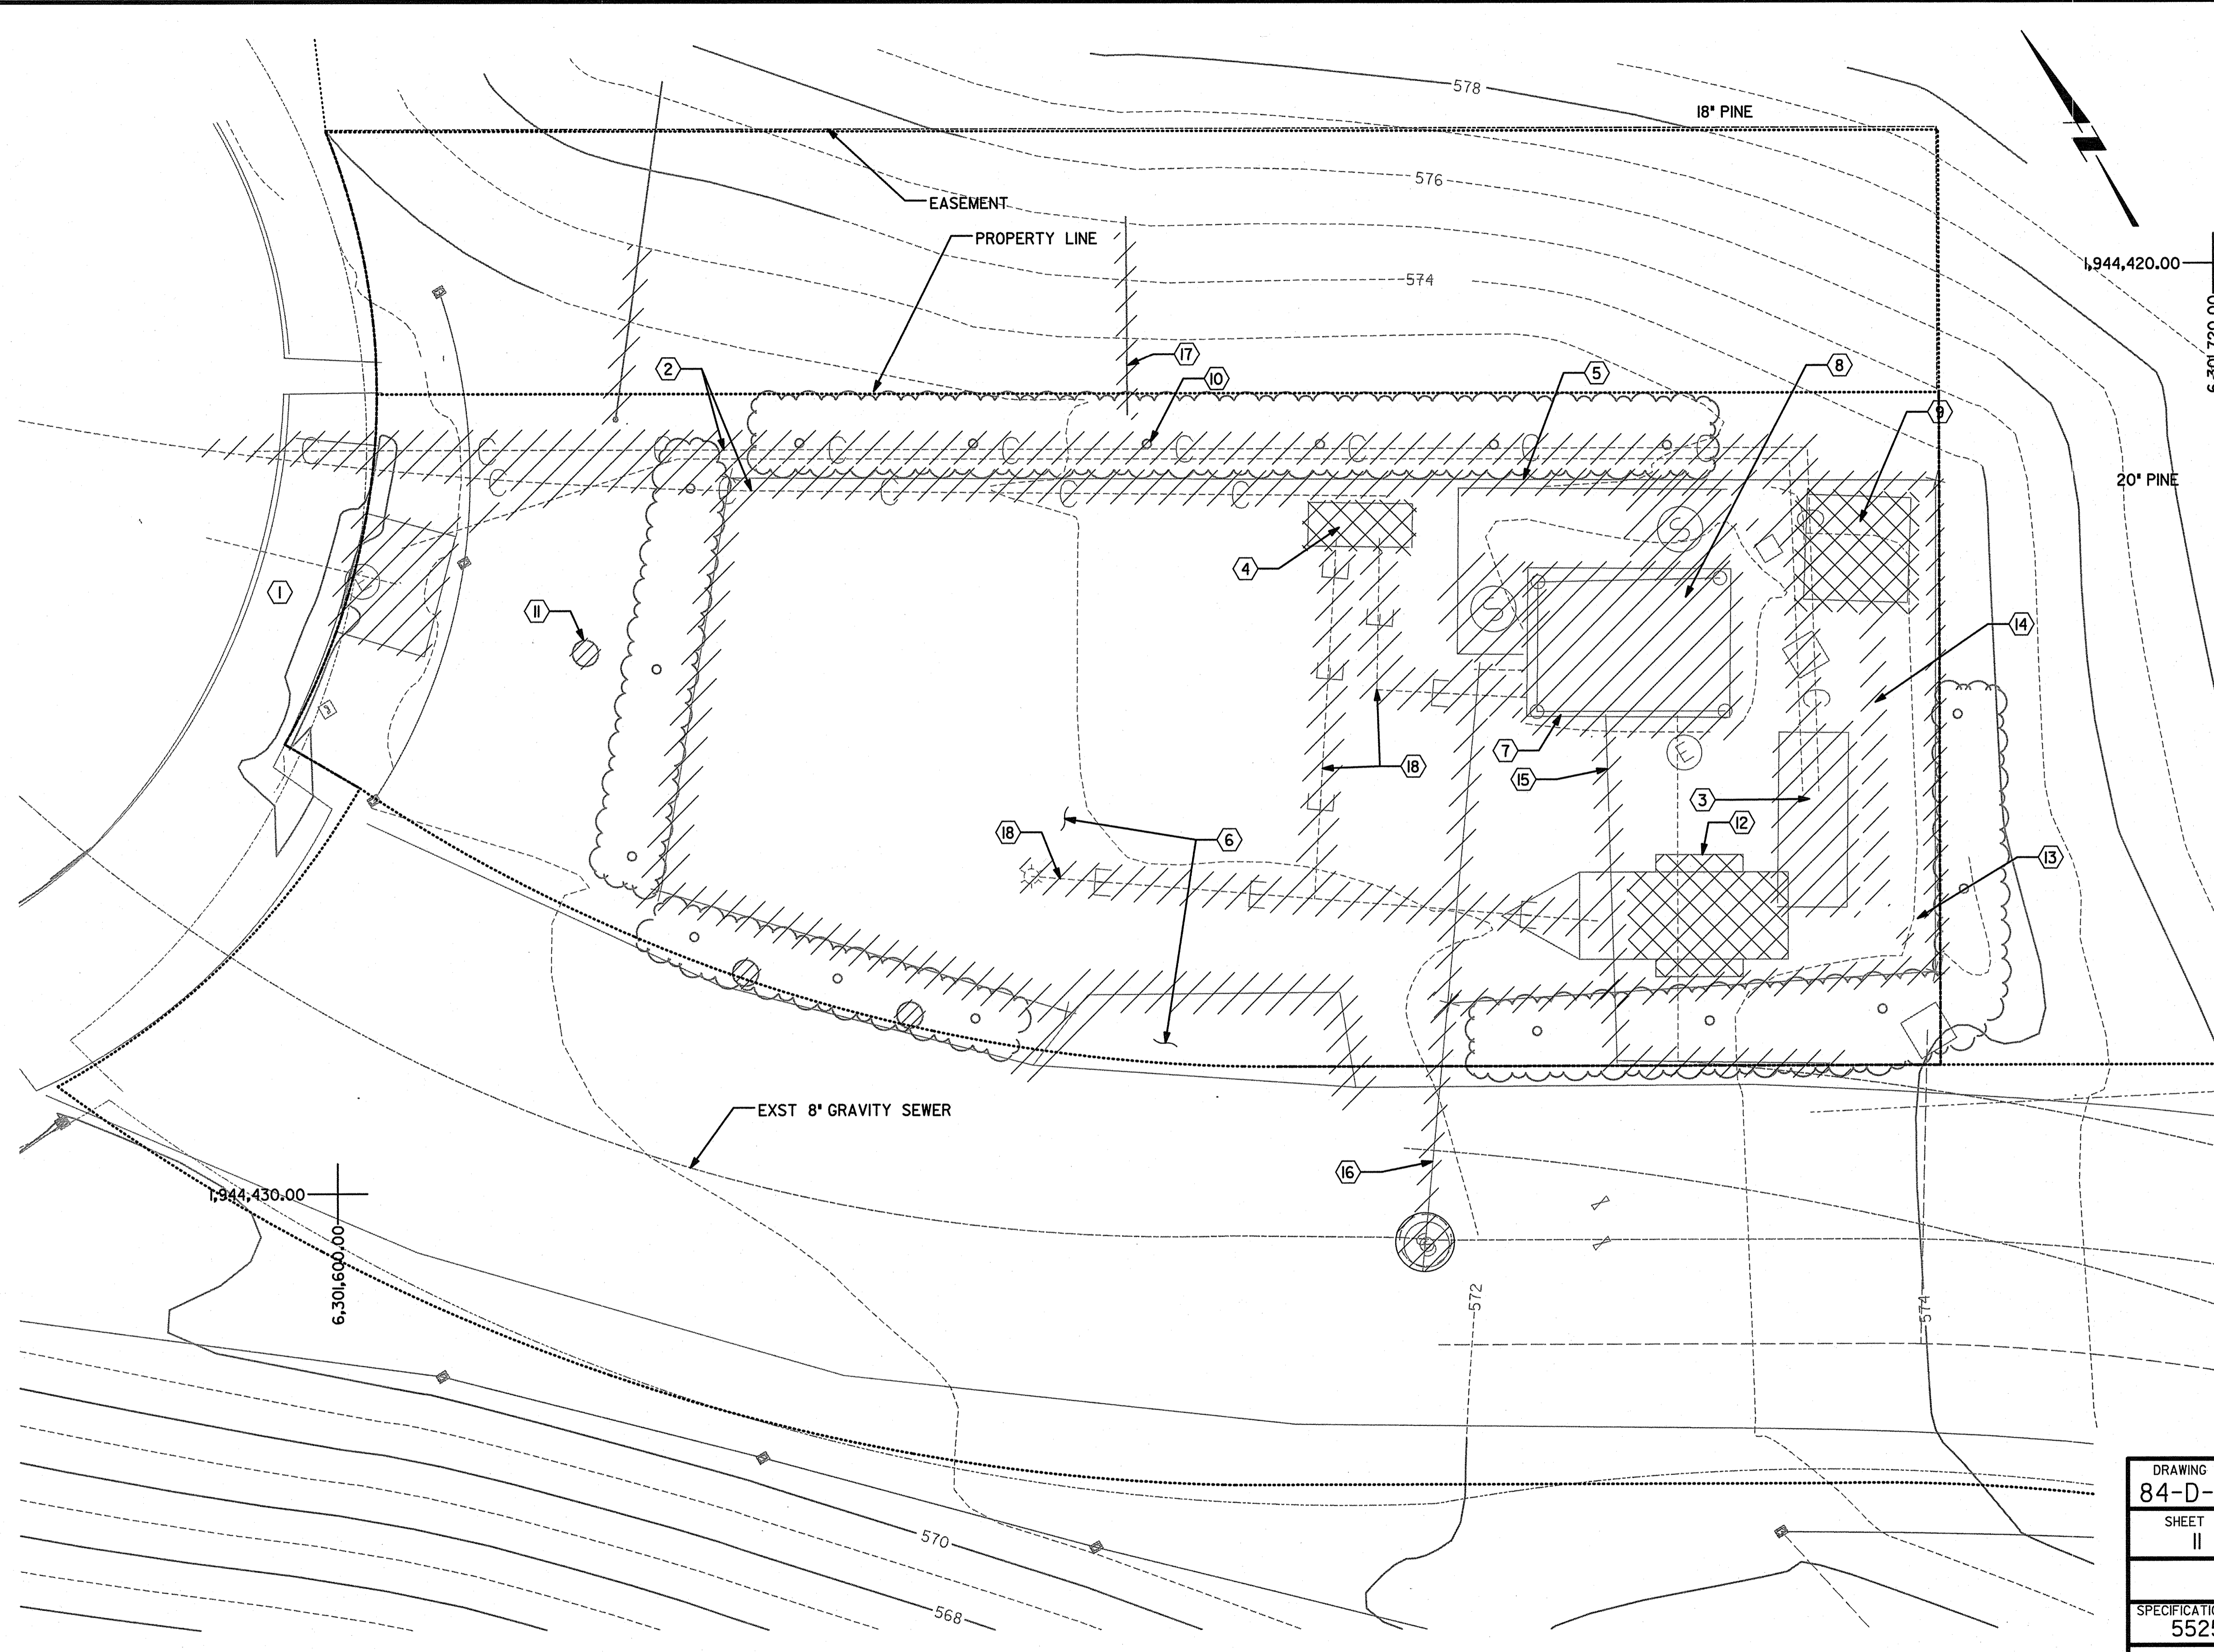 578
18" PINE
576
EASEMENT
PROPERTY LINE
1,944,420.00
574
17
2
10
5
8
9
20" PINE
S
4
1
11
S
14
7
18
15
E
3
12
18
6
13
EXST 8" GRAVITY SEWER
16
1,944,430.00
6,301,600.00
572
574
DRAWING
84-D-
SHEET
11
570
568
5525